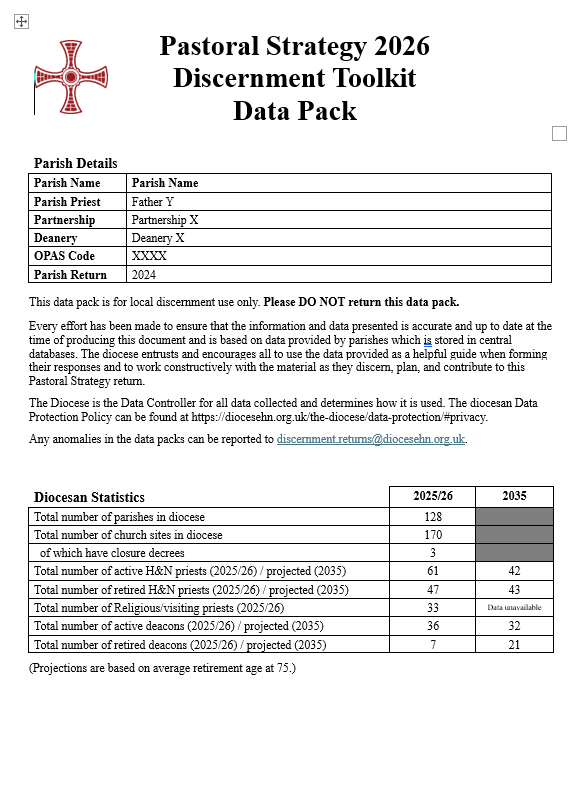 Pastoral Strategy 2026
Discernment Toolkit
Data Pack
Parish Details
Parish Name Parish Name
Parish Priest Father Y
Partnership Partnership X
Deanery Deanery X
OPAS Code XXXX
Parish Return 2024
This data pack is for local discernment use only. Please DO NOT return this data pack.
Every effort has been made to ensure that the information and data presented is accurate and up to date at the
time of producing this document and is based on data provided by parishes which is stored in central
databases. The diocese entrusts and encourages all to use the data provided as a helpful guide when forming
their responses and to work constructively with the material as they discern, plan, and contribute to this
Pastoral Strategy return.
The Diocese is the Data Controller for all data collected and determines how it is used. The diocesan Data
Protection Policy can be found at https://diocesehn.org.uk/the-diocese/data-protection/#privacy.
Any anomalies in the data packs can be reported to discernment.returns@diocesehn.org.uk.
Diocesan Statistics 2025/26 2035
Total number of parishes in diocese 128
Total number of church sites in diocese 170
of which have closure decrees 3
Total number of active H&N priests (2025/26) / projected (2035) 61 42
Total number of retired H&N priests (2025/26) / projected (2035) 47 43
Total number of Religious/visiting priests (2025/26) 33 Data unavailable
Total number of active deacons (2025/26) / projected (2035) 36 32
Total number of retired deacons (2025/26) / projected (2035) 7 21
(Projections are based on average retirement age at 75.)